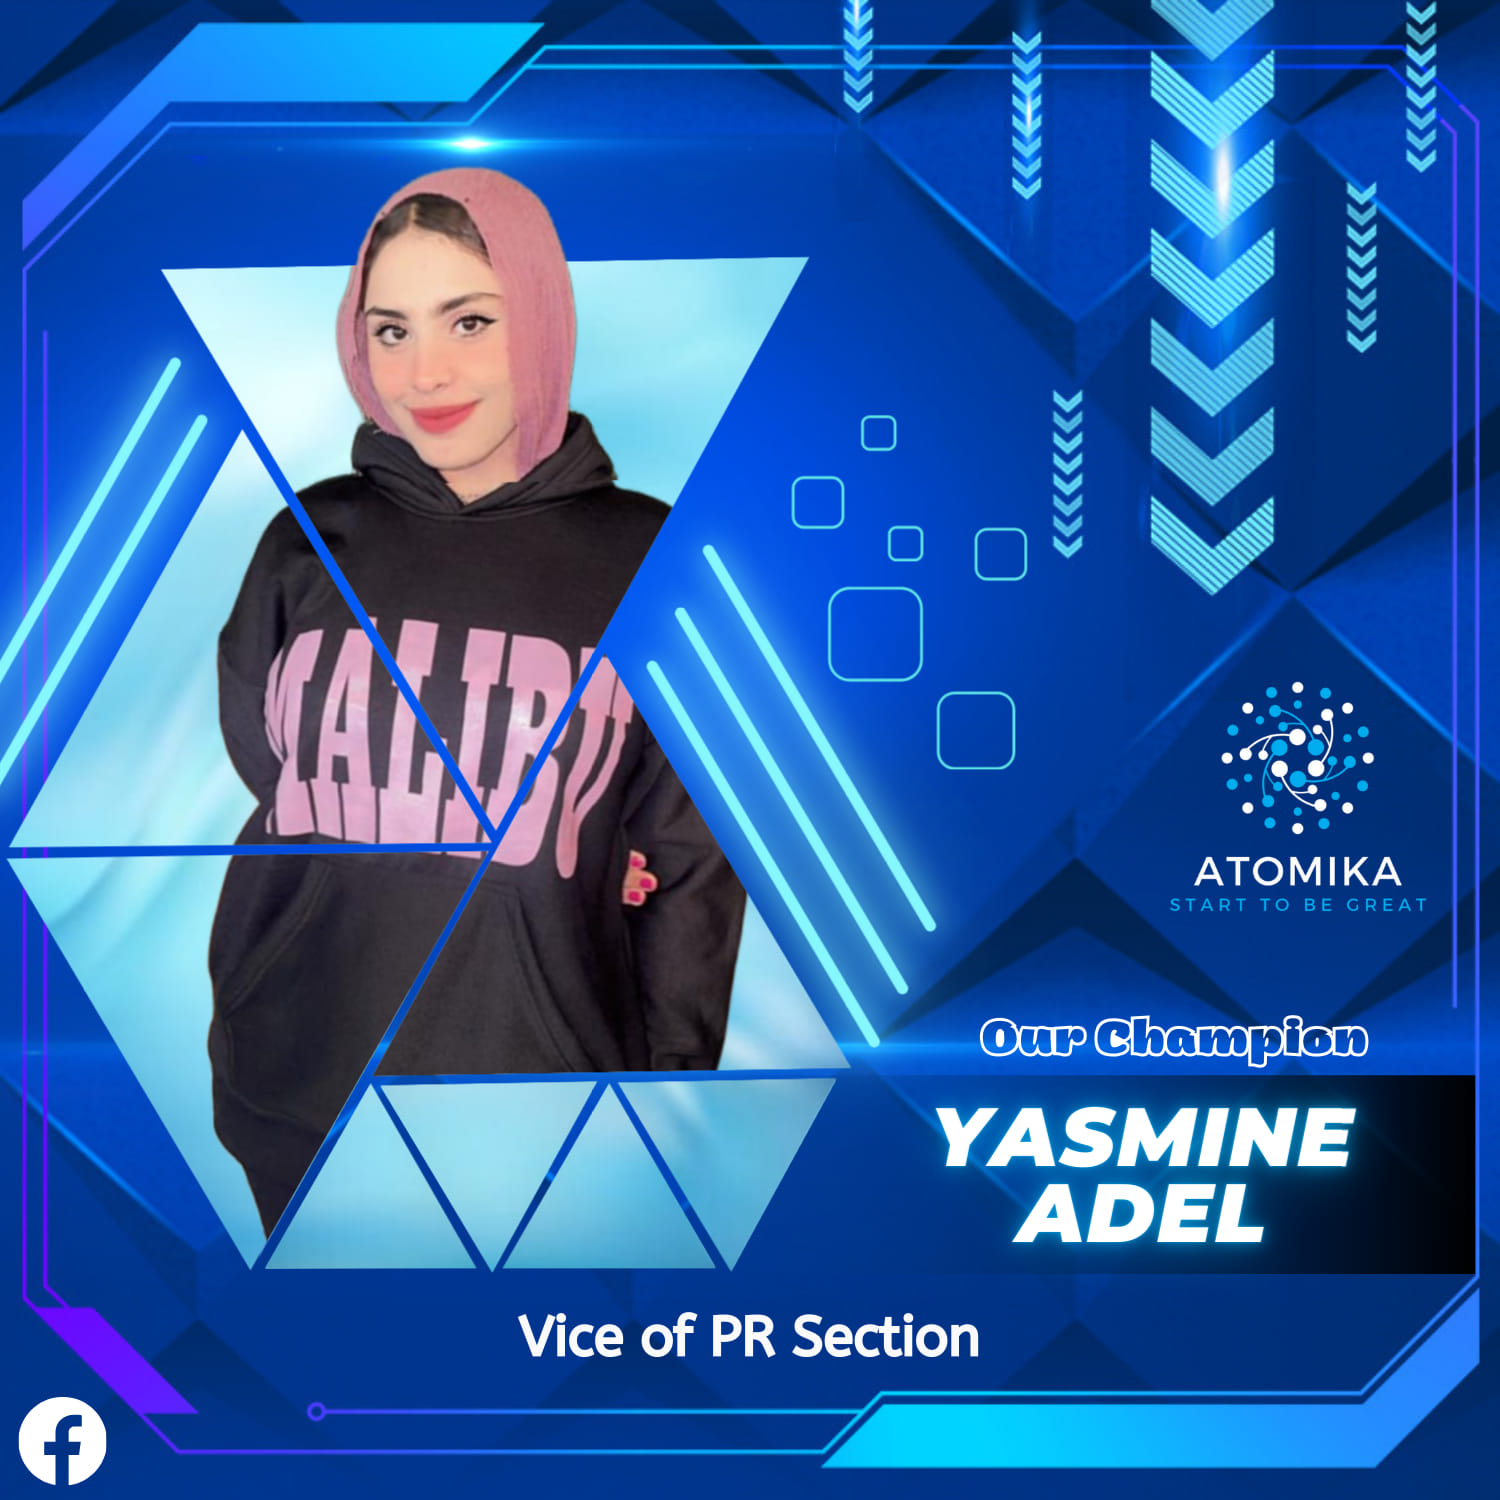 MALIBU
ATOMIKA
START TO BE GREAT
Our Champion
YASMINE
ADEL
Vice of PR Section